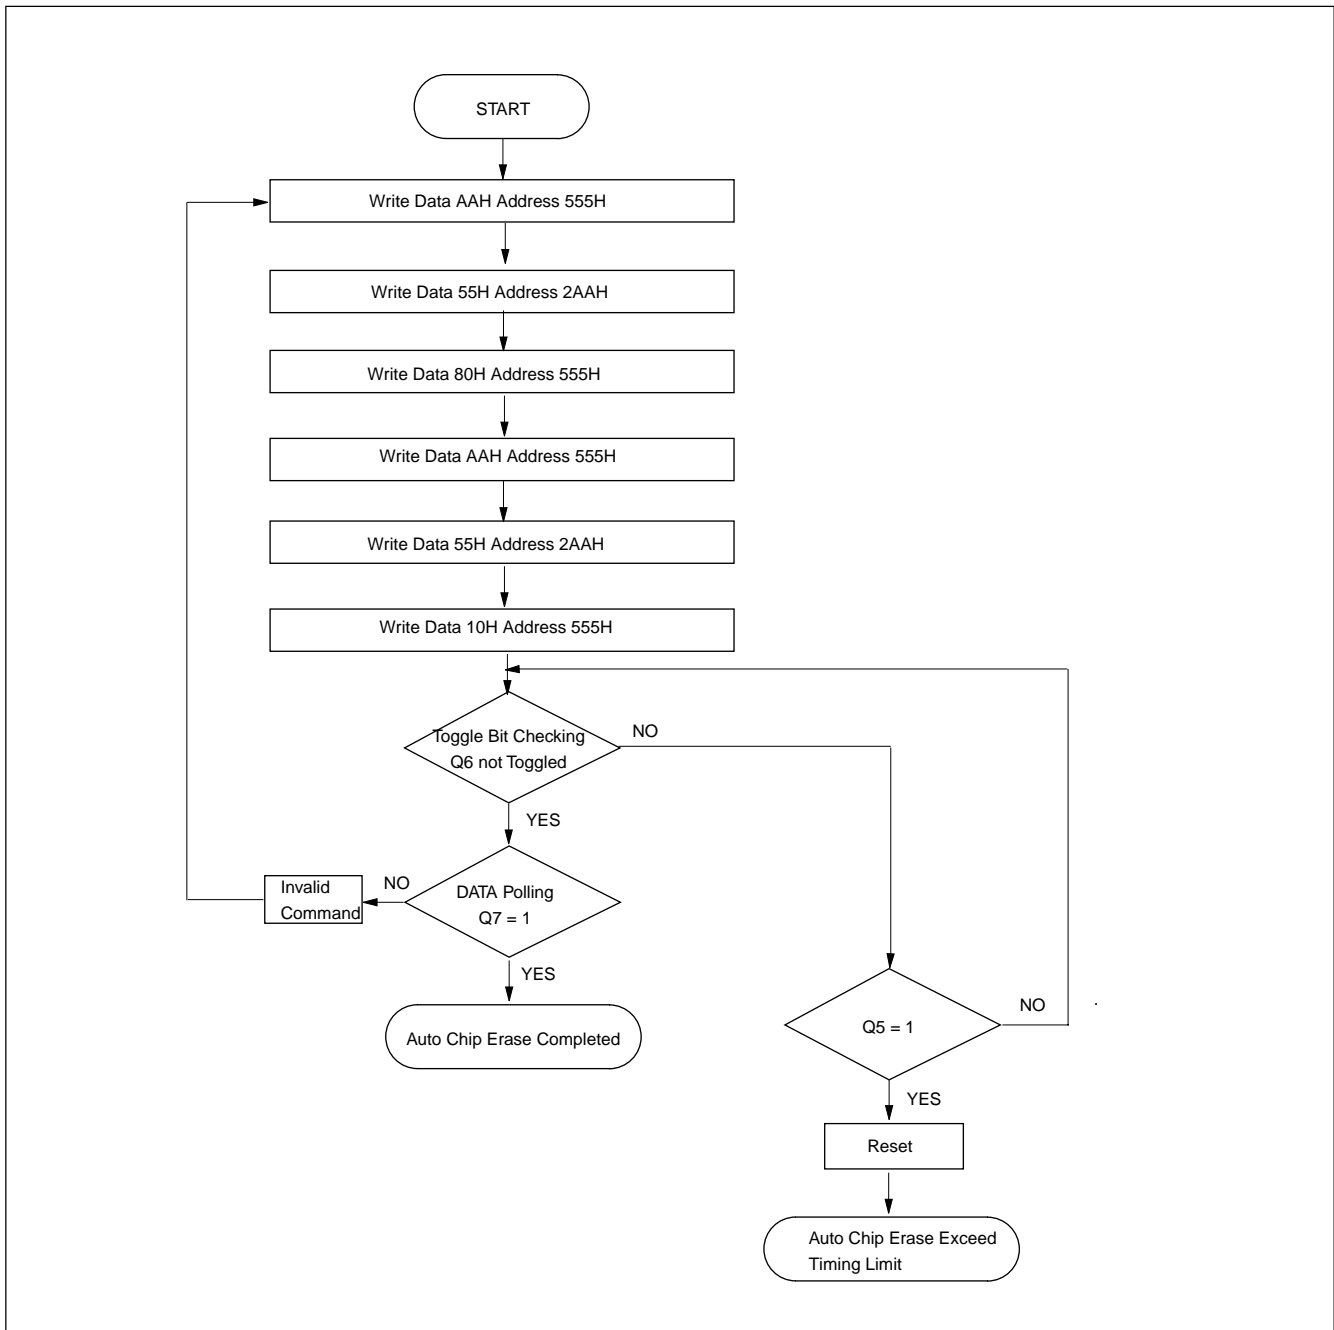 START
Write Data AAH Address 555H
Write Data 55H Address 2AAH
Write Data 80H Address 555H
Write Data AAH Address 555H
Write Data 55H Address 2AAH
Write Data 10H Address 555H
Toggle Bit Checking
Q6 not Toggled
NO
YES
Invalid
Command
NO
DATA Polling
Q7 = 1
YES
Auto Chip Erase Completed
Q5 = 1
NO
YES
Reset
Auto Chip Erase Exceed
Timing Limit